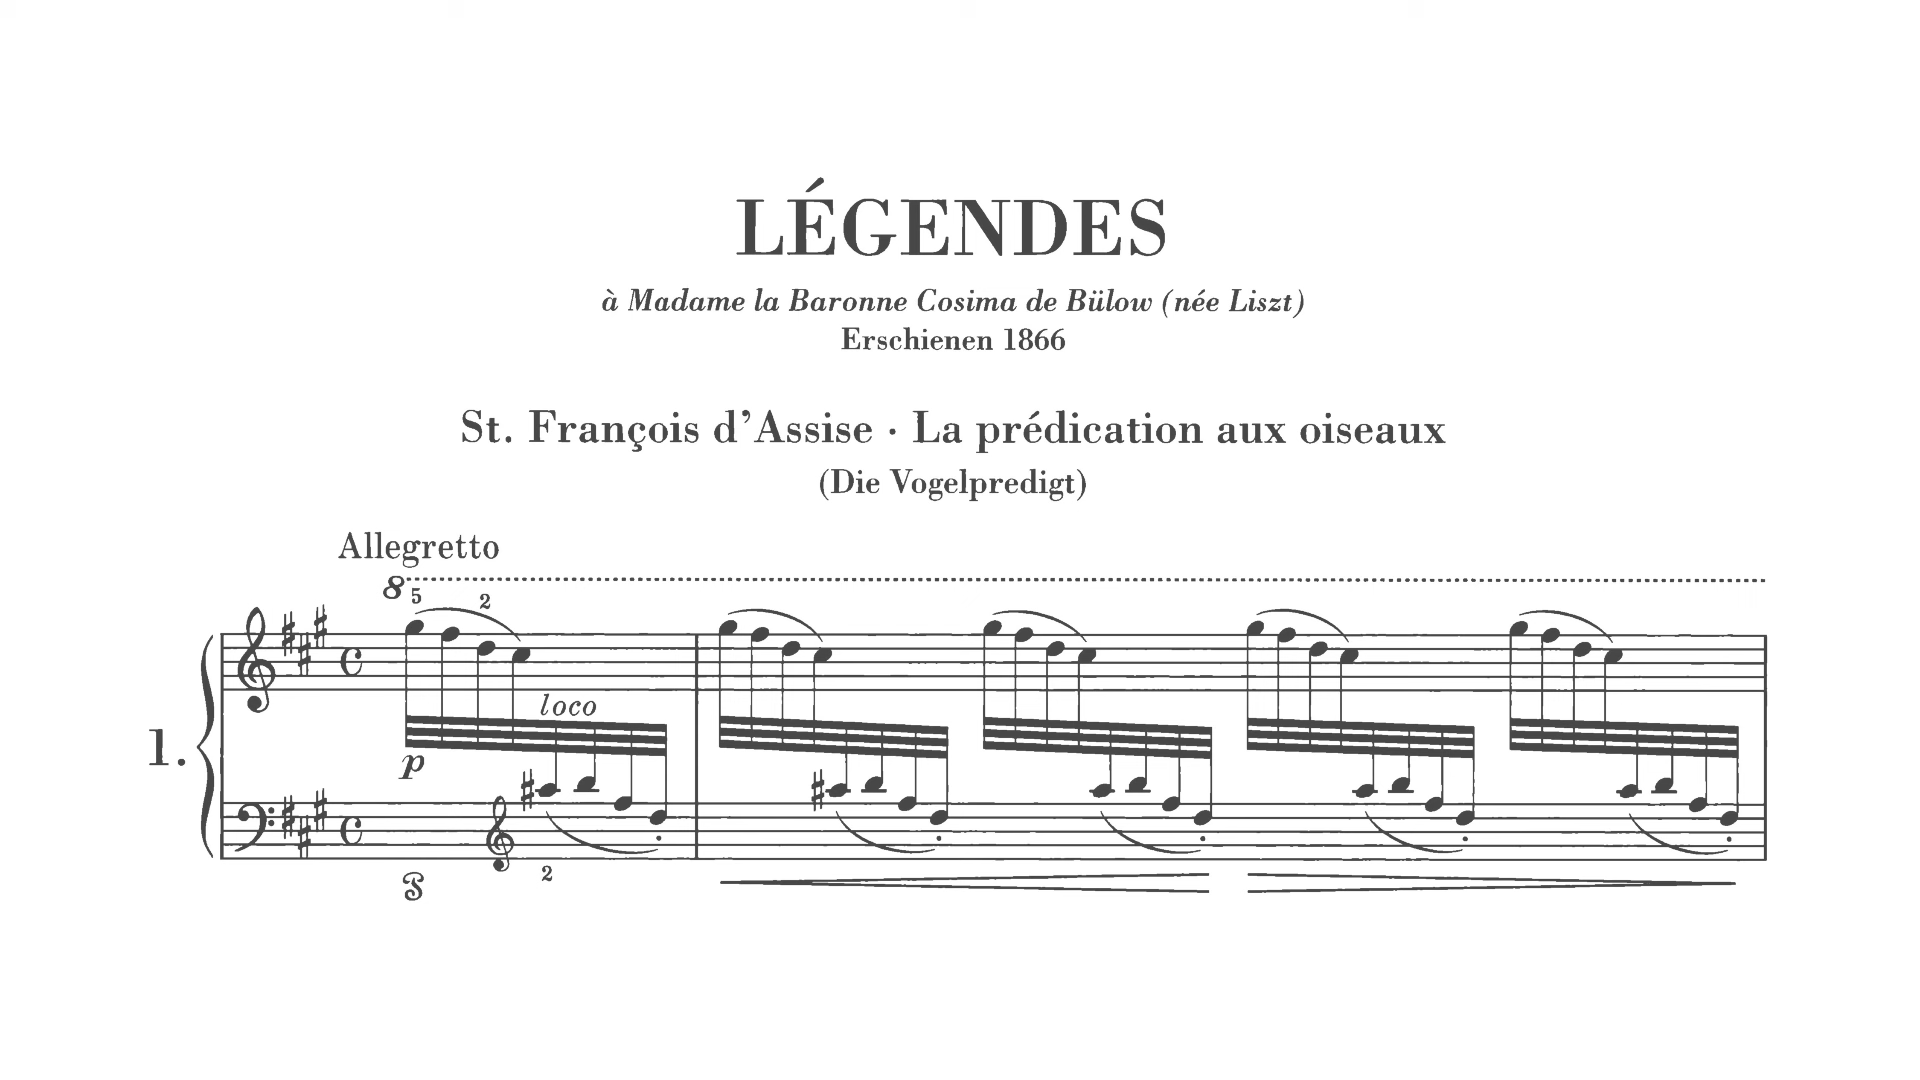 LÉGENDES
à Madame la Baronne Cosima de Bülow (née Liszt)
Erschienen 1866
St. François d'Assise · La prédication aux oiseaux
(Die Vogelpredigt)
Allegretto
8
5 2
loco
1.
p
2